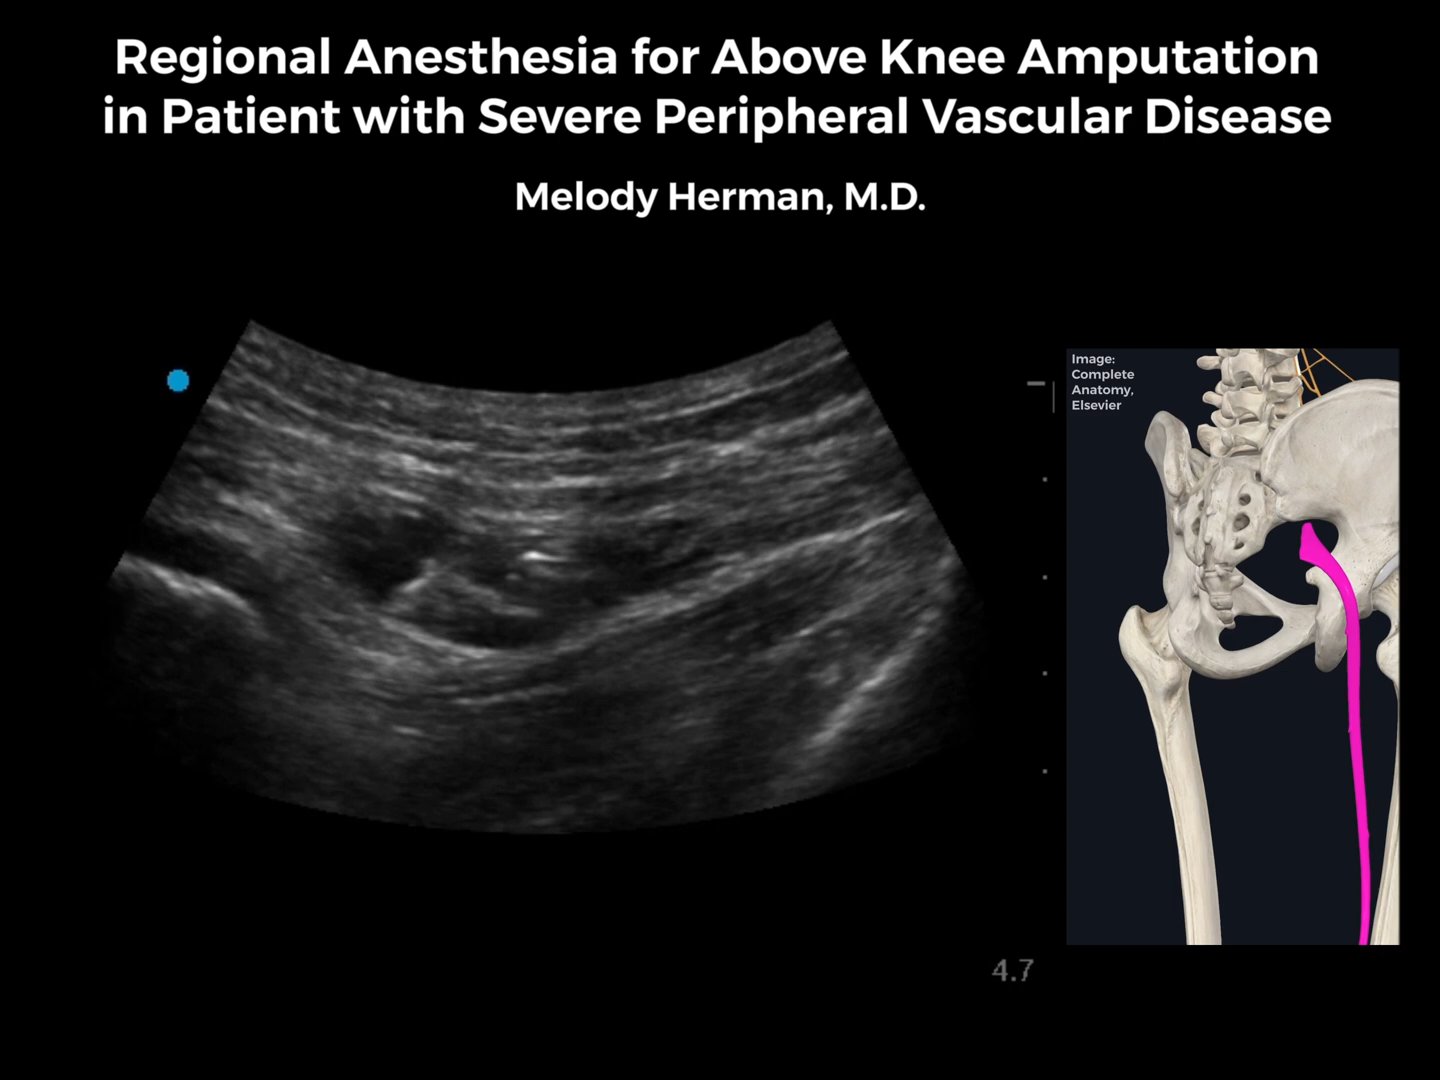 Regional Anesthesia for Above Knee Amputation
in Patient with Severe Peripheral Vascular Disease
Melody Herman, M.D.
Image:
Complete
Anatomy,
Elsevier
4.7